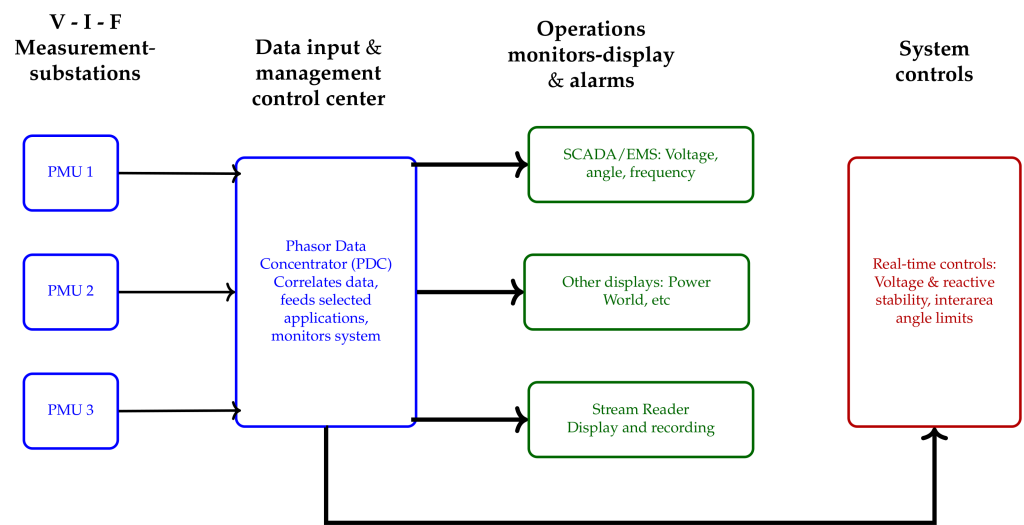 V - I - F
Measurement-
substations
Data input &
management
control center
Operations
monitors-display
& alarms
System
controls
PMU 1
PMU 2
PMU 3
Phasor Data
Concentrator (PDC)
Correlates data,
feeds selected
applications,
monitors system
SCADA/EMS: Voltage,
angle, frequency
Other displays: Power
World, etc
Stream Reader
Display and recording
Real-time controls:
Voltage & reactive
stability, interarea
angle limits